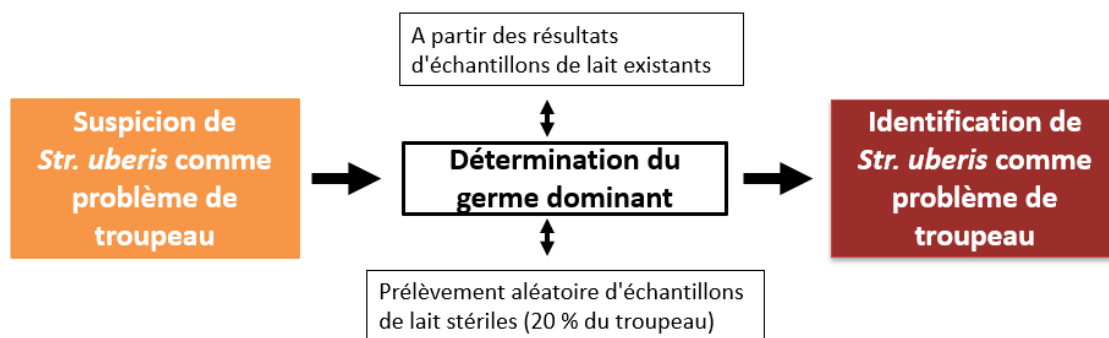 A partir des résultats
d'échantillons de lait existants
Suspicion de
Str. uberis comme
problème de
troupeau
Détermination du
germe dominant
Identification de
Str. uberis comme
problème de
troupeau
Prélèvement aléatoire d'échantillons
de lait stériles (20 % du troupeau)